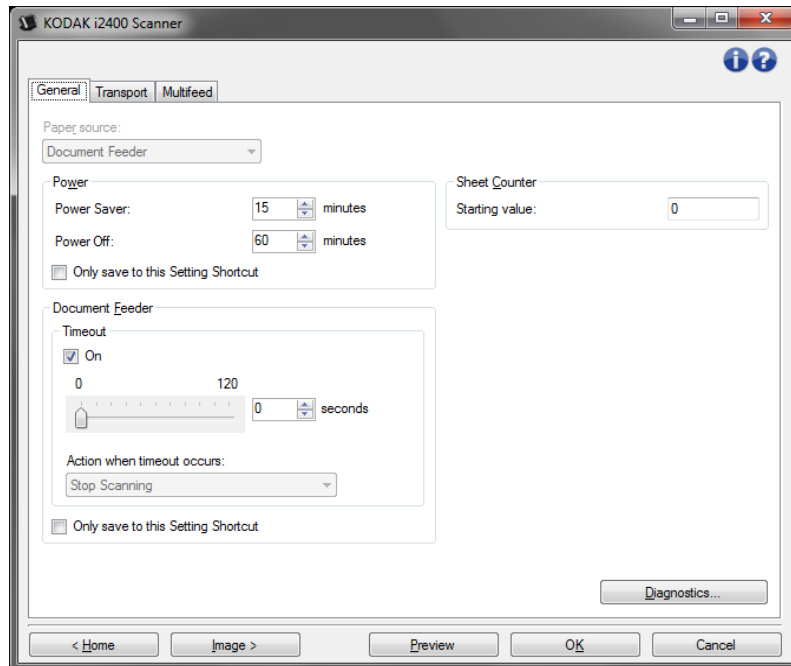 KODAK i2400 Scanner
General Transport Multifeed
Paper source:
Document Feeder
Power
Power Saver: 15 minutes
Power Off: 60 minutes
Only save to this Setting Shortcut
Sheet Counter
Starting value: 0
Document Feeder
Timeout
On
0 120
0 seconds
Action when timeout occurs:
Stop Scanning
Only save to this Setting Shortcut
Diagnostics...
< Home Image > Preview OK Cancel